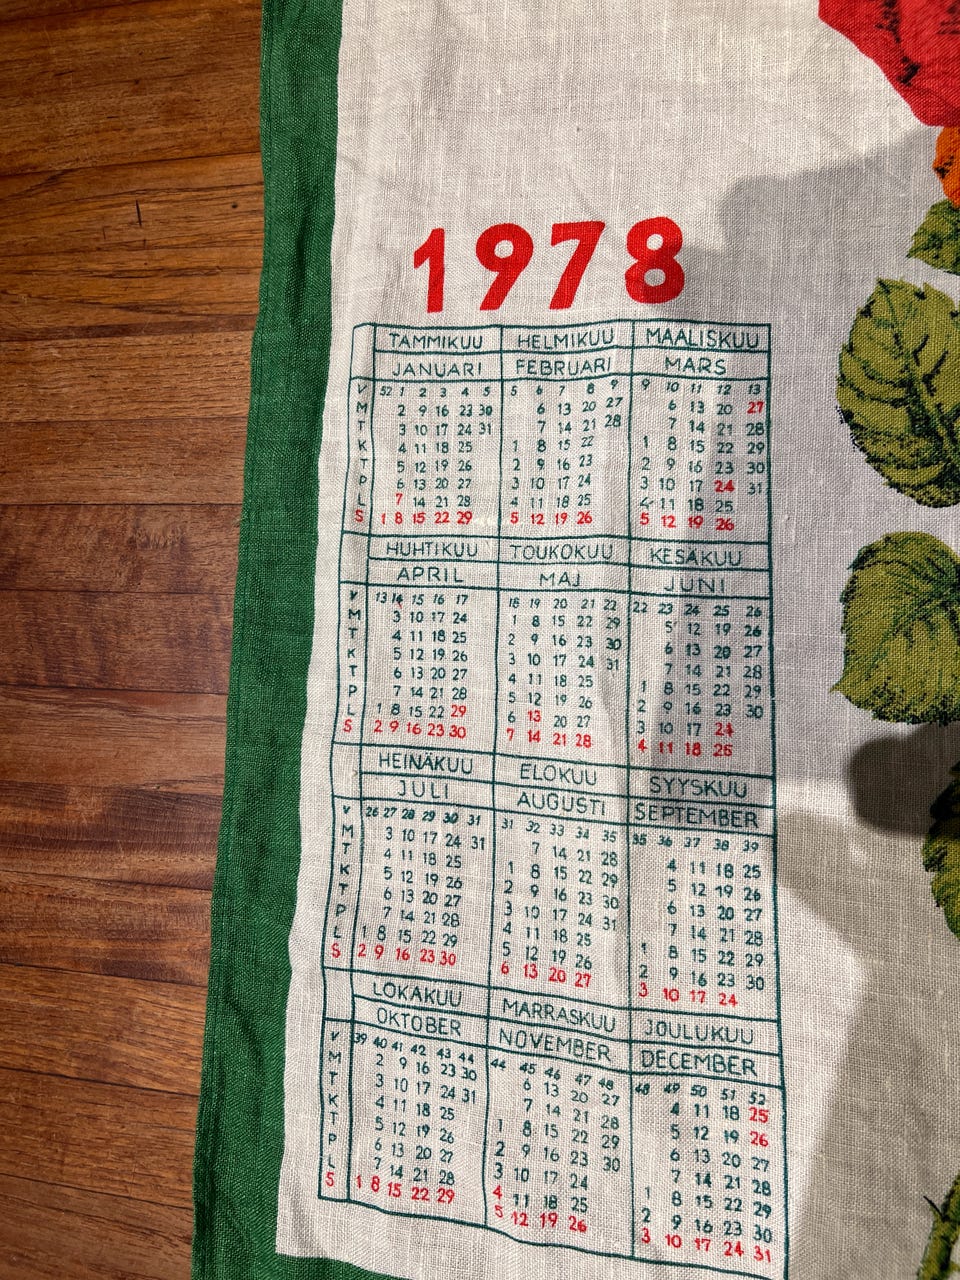 1978
TAMMIKUU HELMIKUU MAALISKUU
JANUARI FEBRUARI MARS
V 52 1 2 3 4 5 5 6 7 8 9 9 10 11 12 13
M 2 9 16 23 30 6 13 20 27 6 13 20 27
T 3 10 17 24 31 7 14 21 28 7 14 21 28
K 4 11 18 25 1 8 15 22 1 8 15 22 29
T 5 12 19 26 2 9 16 23 2 9 16 23 30
P 6 13 20 27 3 10 17 24 3 10 17 24 31
L 7 14 21 28 4 11 18 25 4 11 18 25
S 1 8 15 22 29 5 12 19 26 5 12 19 26
HUHTIKUU TOUKOKUU KESAKUU
APRIL MAJ JUNI
V 13 14 15 16 17 18 19 20 21 22 22 23 24 25 26
M 3 10 17 24 1 8 15 22 29 5 12 19 26
T 4 11 18 25 2 9 16 23 30 6 13 20 27
K 5 12 19 26 3 10 17 24 31 7 14 21 28
T 6 13 20 27 4 11 18 25 1 8 15 22 29
P 7 14 21 28 5 12 19 26 2 9 16 23 30
L 1 8 15 22 29 6 13 20 27 3 10 17 24
S 2 9 16 23 30 7 14 21 28 4 11 18 25
HEINÄKUU ELOKUU SYYSKUU
JULI AUGUSTI SEPTEMBER
V 26 27 28 29 30 31 31 32 33 34 35 35 36 37 38 39
M 3 10 17 24 31 7 14 21 28 4 11 18 25
T 4 11 18 25 1 8 15 22 29 5 12 19 26
K 5 12 19 26 2 9 16 23 30 6 13 20 27
T 6 13 20 27 3 10 17 24 31 7 14 21 28
P 7 14 21 28 4 11 18 25 1 8 15 22 29
L 1 8 15 22 29 5 12 19 26 2 9 16 23 30
S 2 9 16 23 30 6 13 20 27 3 10 17 24
LOKAKUU MARRASKUU JOULUKUU
OKTOBER NOVEMBER DECEMBER
V 39 40 41 42 43 44 44 45 46 47 48 48 49 50 51 52
M 2 9 16 23 30 6 13 20 27 4 11 18 25
T 3 10 17 24 31 7 14 21 28 5 12 19 26
K 4 11 18 25 1 8 15 22 29 6 13 20 27
T 5 12 19 26 2 9 16 23 30 7 14 21 28
P 6 13 20 27 3 10 17 24 1 8 15 22 29
L 7 14 21 28 4 11 18 25 2 9 16 23 30
S 1 8 15 22 29 5 12 19 26 3 10 17 24 31